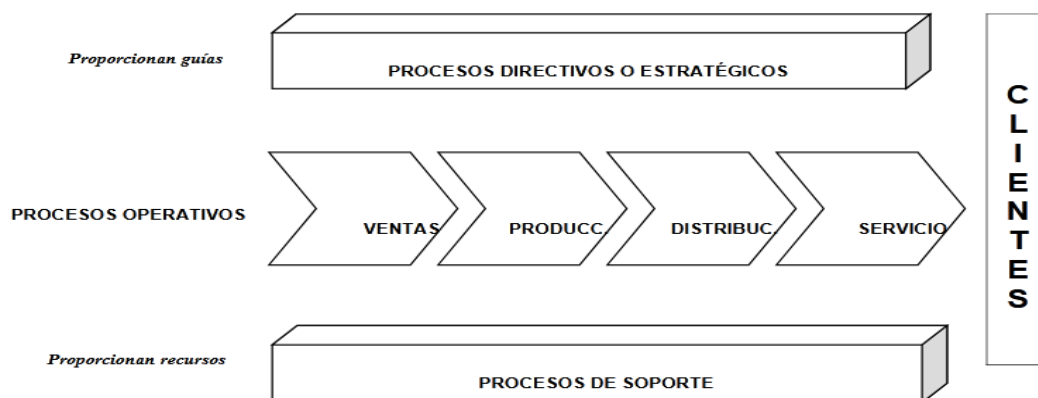 Proporcionan guías
PROCESOS DIRECTIVOS O ESTRATÉGICOS
PROCESOS OPERATIVOS
VENTAS
PRODUCC.
DISTRIBUC.
SERVICIO
Proporcionan recursos
PROCESOS DE SOPORTE
C
L
I
E
N
T
E
S